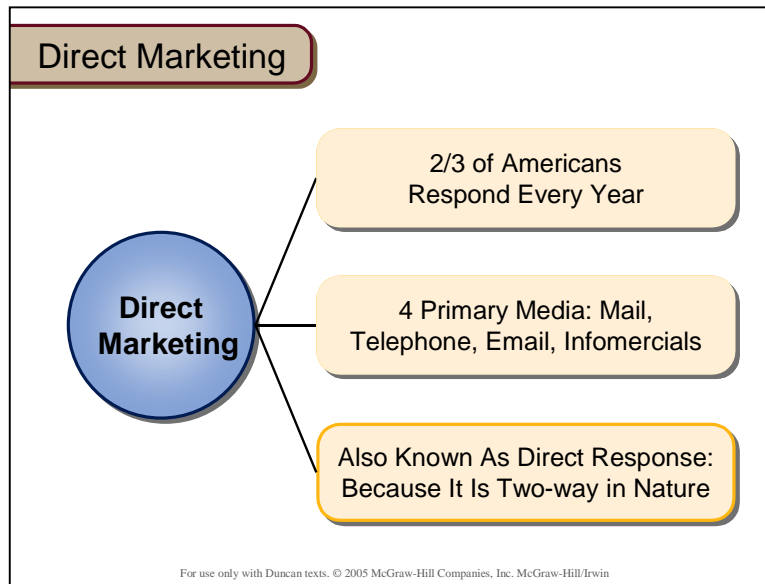 Direct Marketing
2/3 of Americans
Respond Every Year
Direct
Marketing
4 Primary Media: Mail,
Telephone, Email, Infomercials
Also Known As Direct Response:
Because It Is Two-way in Nature
For use only with Duncan texts. © 2005 McGraw-Hill Companies, Inc. McGraw-Hill/Irwin